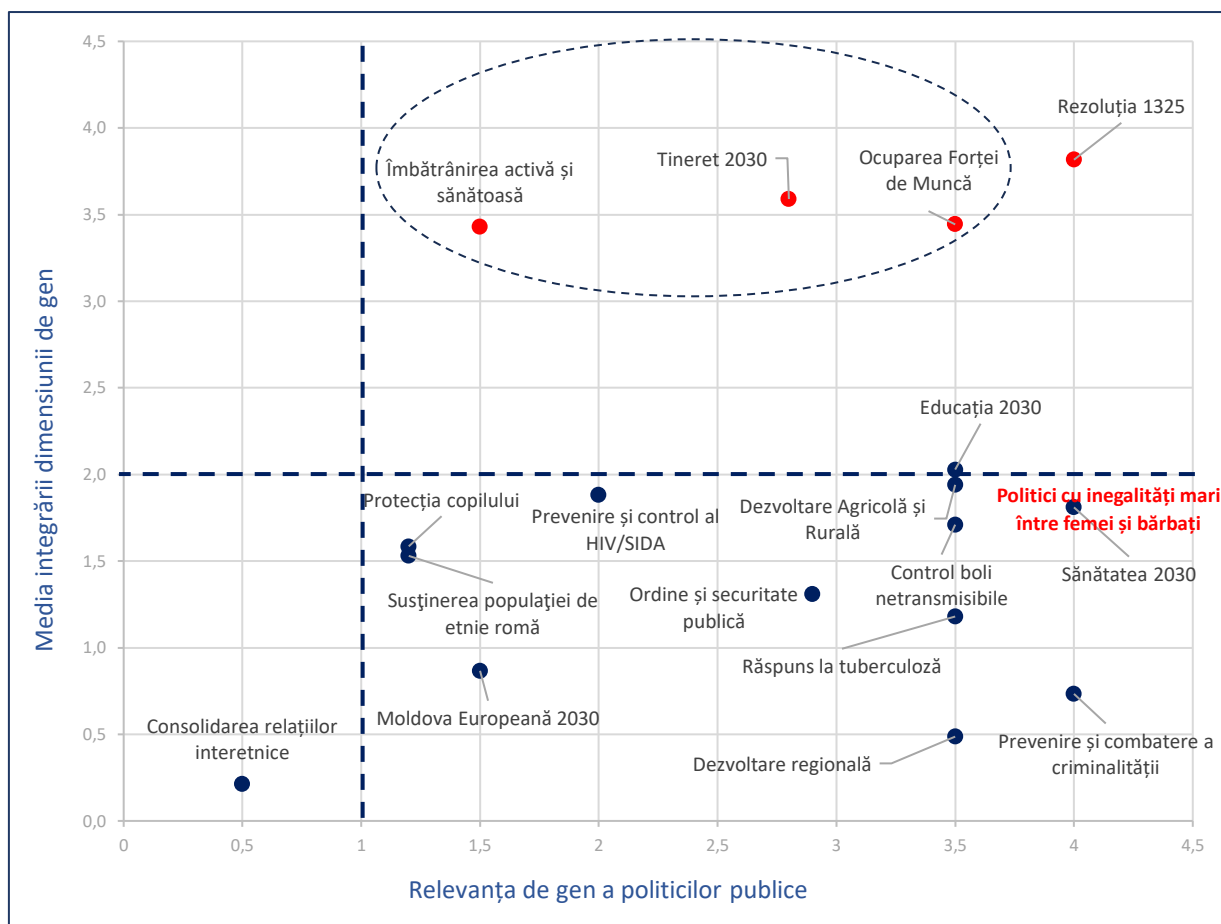 4,5
4,0
3,5
3,0
2,5
2,0
1,5
1,0
0,5
0,0
Media integrării dimensiunii de gen
Rezoluția 1325
Tineret 2030
Ocuparea Forței
de Muncă
Îmbătrânirea activă și
sănătoasă
Educația 2030
Politici cu inegalități mari
între femei și bărbați
Protecția copilului
Prevenire și control al
HIV/SIDA
Dezvoltare Agricolă și
Rurală
Sănătatea 2030
Control boli
netransmisibile
Susţinerea populaţiei de
etnie romă
Ordine și securitate
publică
Răspuns la tuberculoză
Moldova Europeană 2030
Consolidarea relațiilor
interetnice
Dezvoltare regională
Prevenire și combatere a
criminalității
0
0,5
1
1,5
2
2,5
3
3,5
4
4,5
Relevanța de gen a politicilor publice